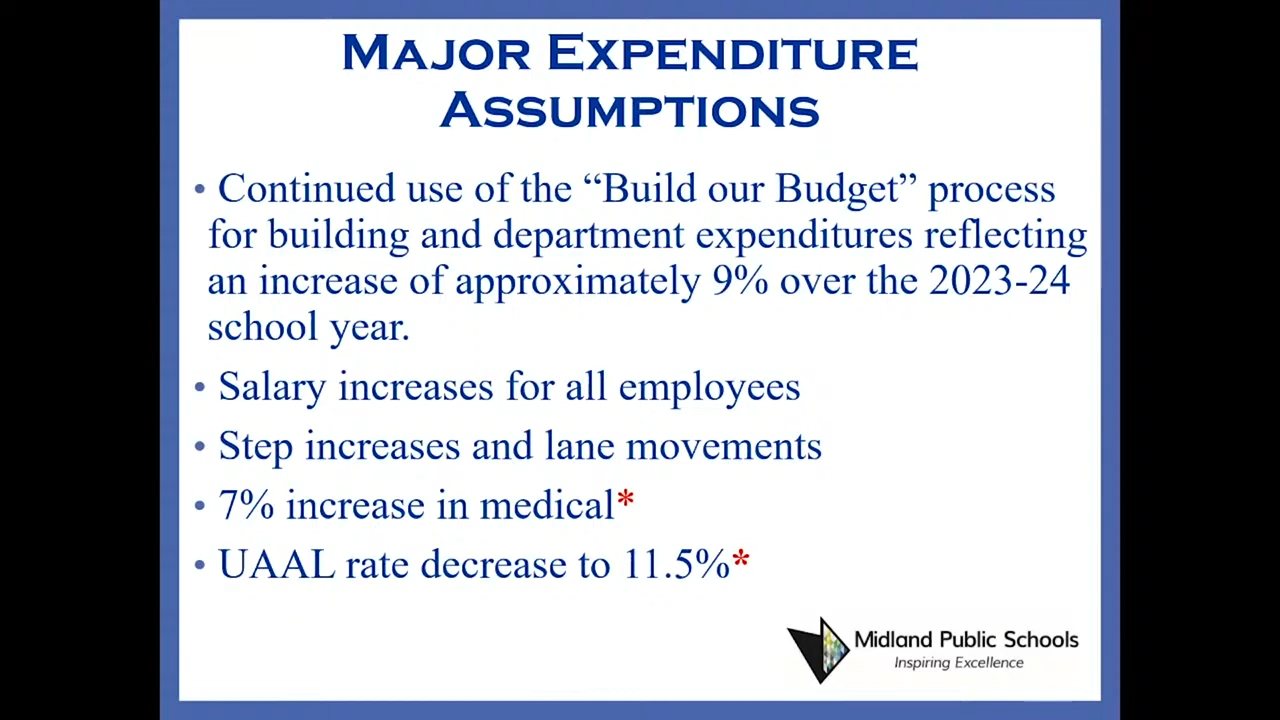 MAJOR EXPENDITURE
ASSUMPTIONS
• Continued use of the “Build our Budget” process
for building and department expenditures reflecting
an increase of approximately 9% over the 2023-24
school year.
• Salary increases for all employees
• Step increases and lane movements
• 7% increase in medical*
• UAAL rate decrease to 11.5%*
Midland Public Schools
Inspiring Excellence